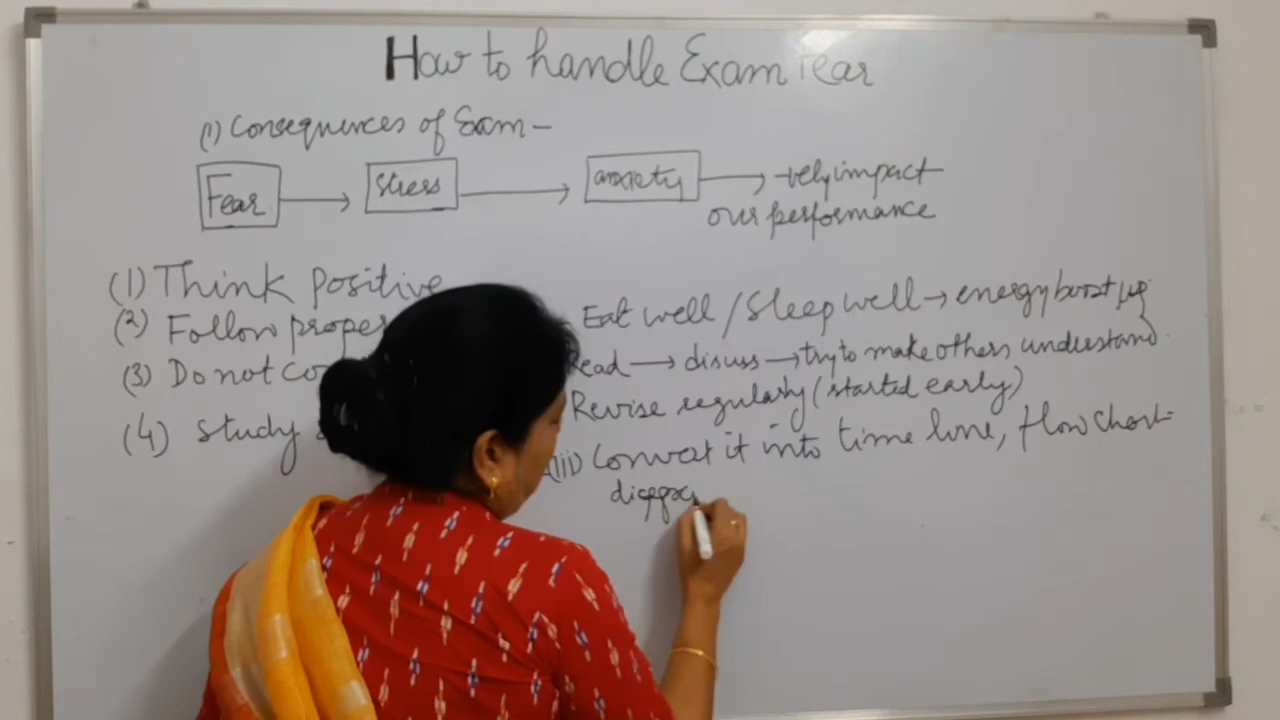 How to handle Exam Fear
(1) Consequences of Exam -
Fear → Stress → anxiety → -vely impact
our performance
(1) Think Positive
(2) Follow proper
(3) Do not
(4) Study
Eat well / Sleep well → energy boost up
Read → discuss → try to make others understand.
Revise regularly (started early)
(iii) Convert it into time line, flow chart